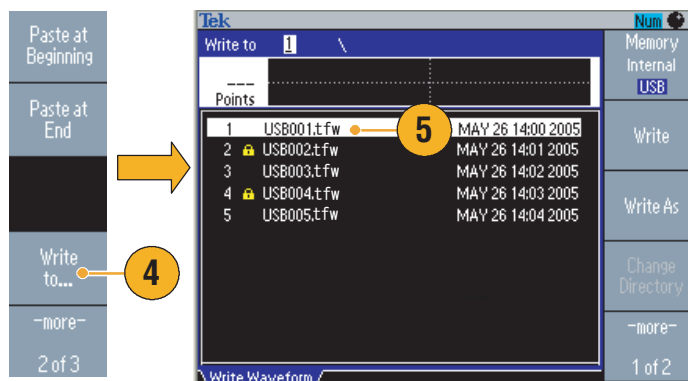 Paste at
Beginning
Paste at
End
Write
to...
4
-more-
2 of 3
Tek
Num
Write to 1 \
---
Points
1 USB001.tfw MAY 26 14:00 2005
5
2 USB002.tfw MAY 26 14:01 2005
3 USB003.tfw MAY 26 14:02 2005
4 USB004.tfw MAY 26 14:03 2005
5 USB005.tfw MAY 26 14:04 2005
Write Waveform
Memory
Internal
USB
Write
Write As
Change
Directory
-more-
1 of 2